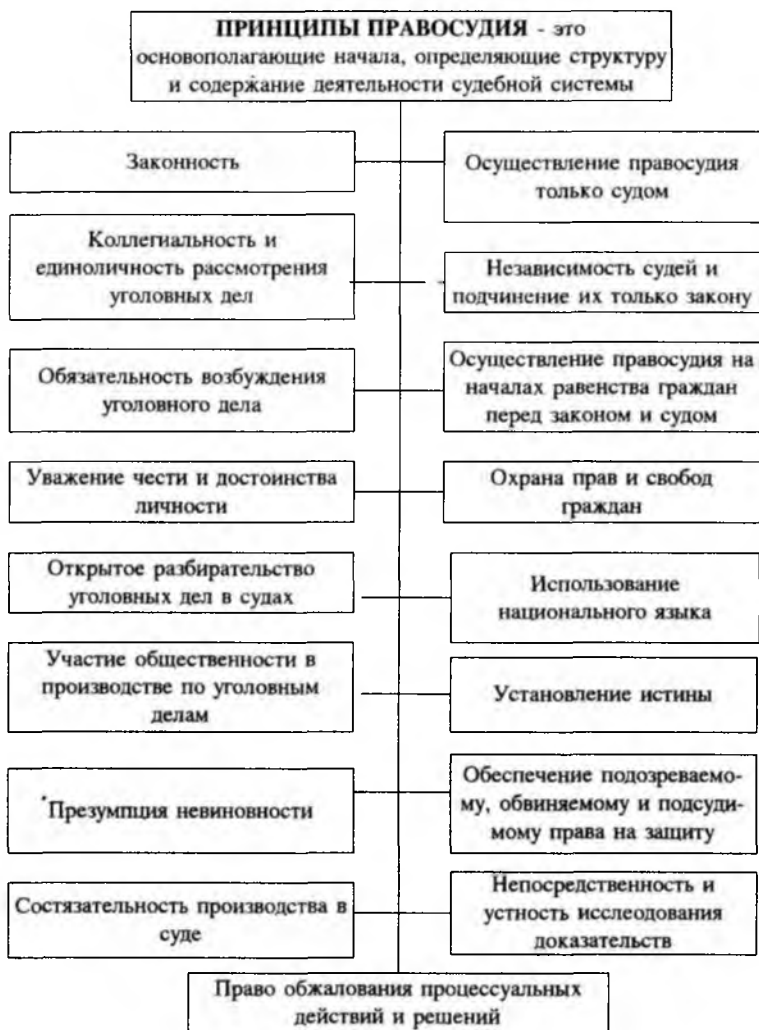 ПРИНЦИПЫ ПРАВОСУДИЯ - это
основополагающие начала, определяющие структуру
и содержание деятельности судебной системы
Законность
Осуществление правосудия
только судом
Коллегиальность и
единоличность рассмотрения
уголовных дел
Независимость судей и
подчинение их только закону
Обязательность возбуждения
уголовного дела
Осуществление правосудия на
началах равенства граждан
перед законом и судом
Уважение чести и достоинства
личности
Охрана прав и свобод
граждан
Открытое разбирательство
уголовных дел в судах
Использование
национального языка
Участие общественности в
производстве по уголовным
делам
Установление истины
Презумпция невиновности
Обеспечение подозреваемо-
му, обвиняемому и подсуди-
мому права на защиту
Состязательность производства в
суде
Непосредственность и
устность исслеодования
доказательств
Право обжалования процессуальных
действий и решений